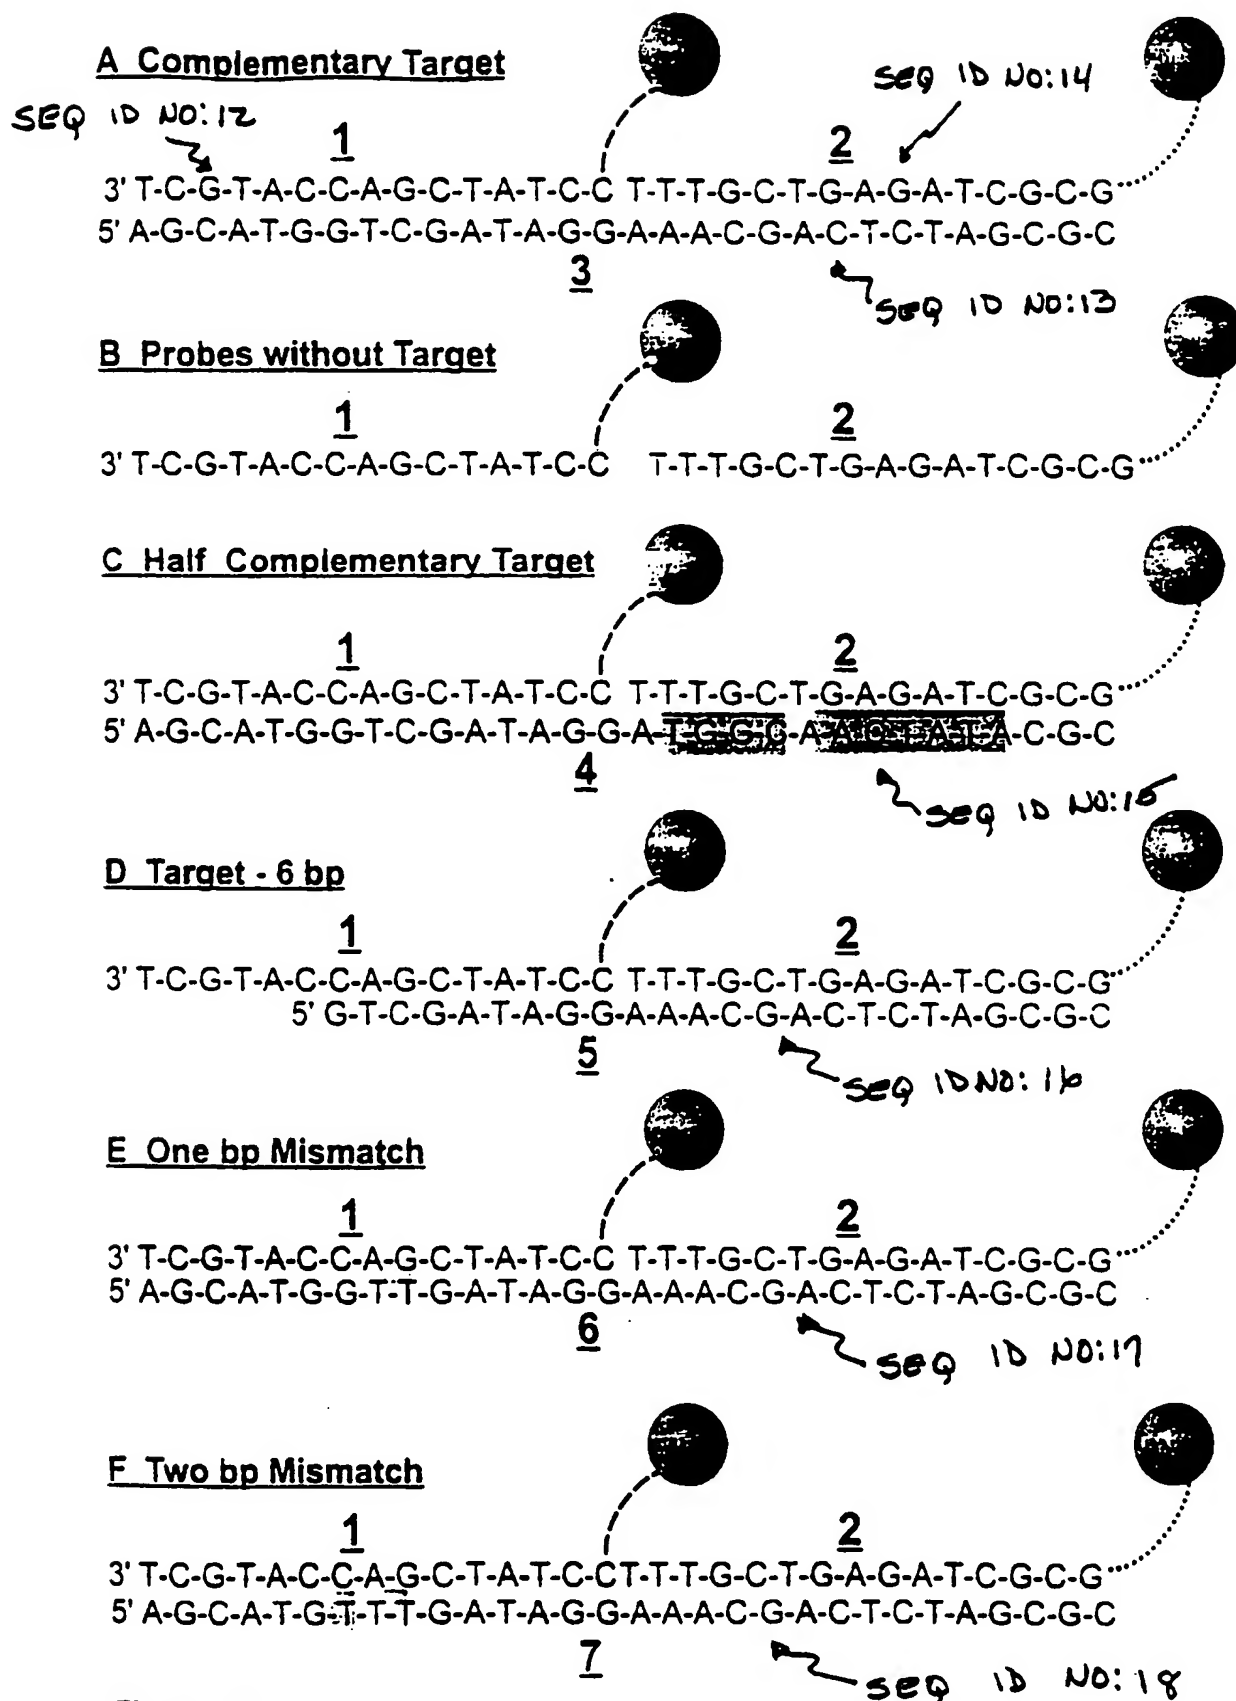 A Complementary Target
SEQ ID NO:14
SEQ ID NO:12
1 2
3' T-C-G-T-A-C-C-A-G-C-T-A-T-C-C T-T-T-G-C-T-G-A-G-A-T-C-G-C-G
5' A-G-C-A-T-G-G-T-C-G-A-T-A-G-G-A-A-A-C-G-A-C-T-C-T-A-G-C-G-C
3
SEQ ID NO:13
B Probes without Target
1 2
3' T-C-G-T-A-C-C-A-G-C-T-A-T-C-C T-T-T-G-C-T-G-A-G-A-T-C-G-C-G
C Half Complementary Target
1 2
3' T-C-G-T-A-C-C-A-G-C-T-A-T-C-C T-T-T-G-C-T-G-A-G-A-T-C-G-C-G
5' A-G-C-A-T-G-G-T-C-G-A-T-A-G-G-A-T-G-G-C-A-A-C-T-A-T-A-C-G-C
4
SEQ ID NO:15
D Target - 6 bp
1 2
3' T-C-G-T-A-C-C-A-G-C-T-A-T-C-C T-T-T-G-C-T-G-A-G-A-T-C-G-C-G
5' G-T-C-G-A-T-A-G-G-A-A-A-C-G-A-C-T-C-T-A-G-C-G-C
5
SEQ ID NO:16
E One bp Mismatch
1 2
3' T-C-G-T-A-C-C-A-G-C-T-A-T-C-C T-T-T-G-C-T-G-A-G-A-T-C-G-C-G
5' A-G-C-A-T-G-G-T-T-G-A-T-A-G-G-A-A-A-C-G-A-C-T-C-T-A-G-C-G-C
6
SEQ ID NO:17
F Two bp Mismatch
1 2
3' T-C-G-T-A-C-C-A-G-C-T-A-T-C-C-T-T-T-G-C-T-G-A-G-A-T-C-G-C-G
5' A-G-C-A-T-G-T-T-T-G-A-T-A-G-G-A-A-A-C-G-A-C-T-C-T-A-G-C-G-C
7
SEQ ID NO:18